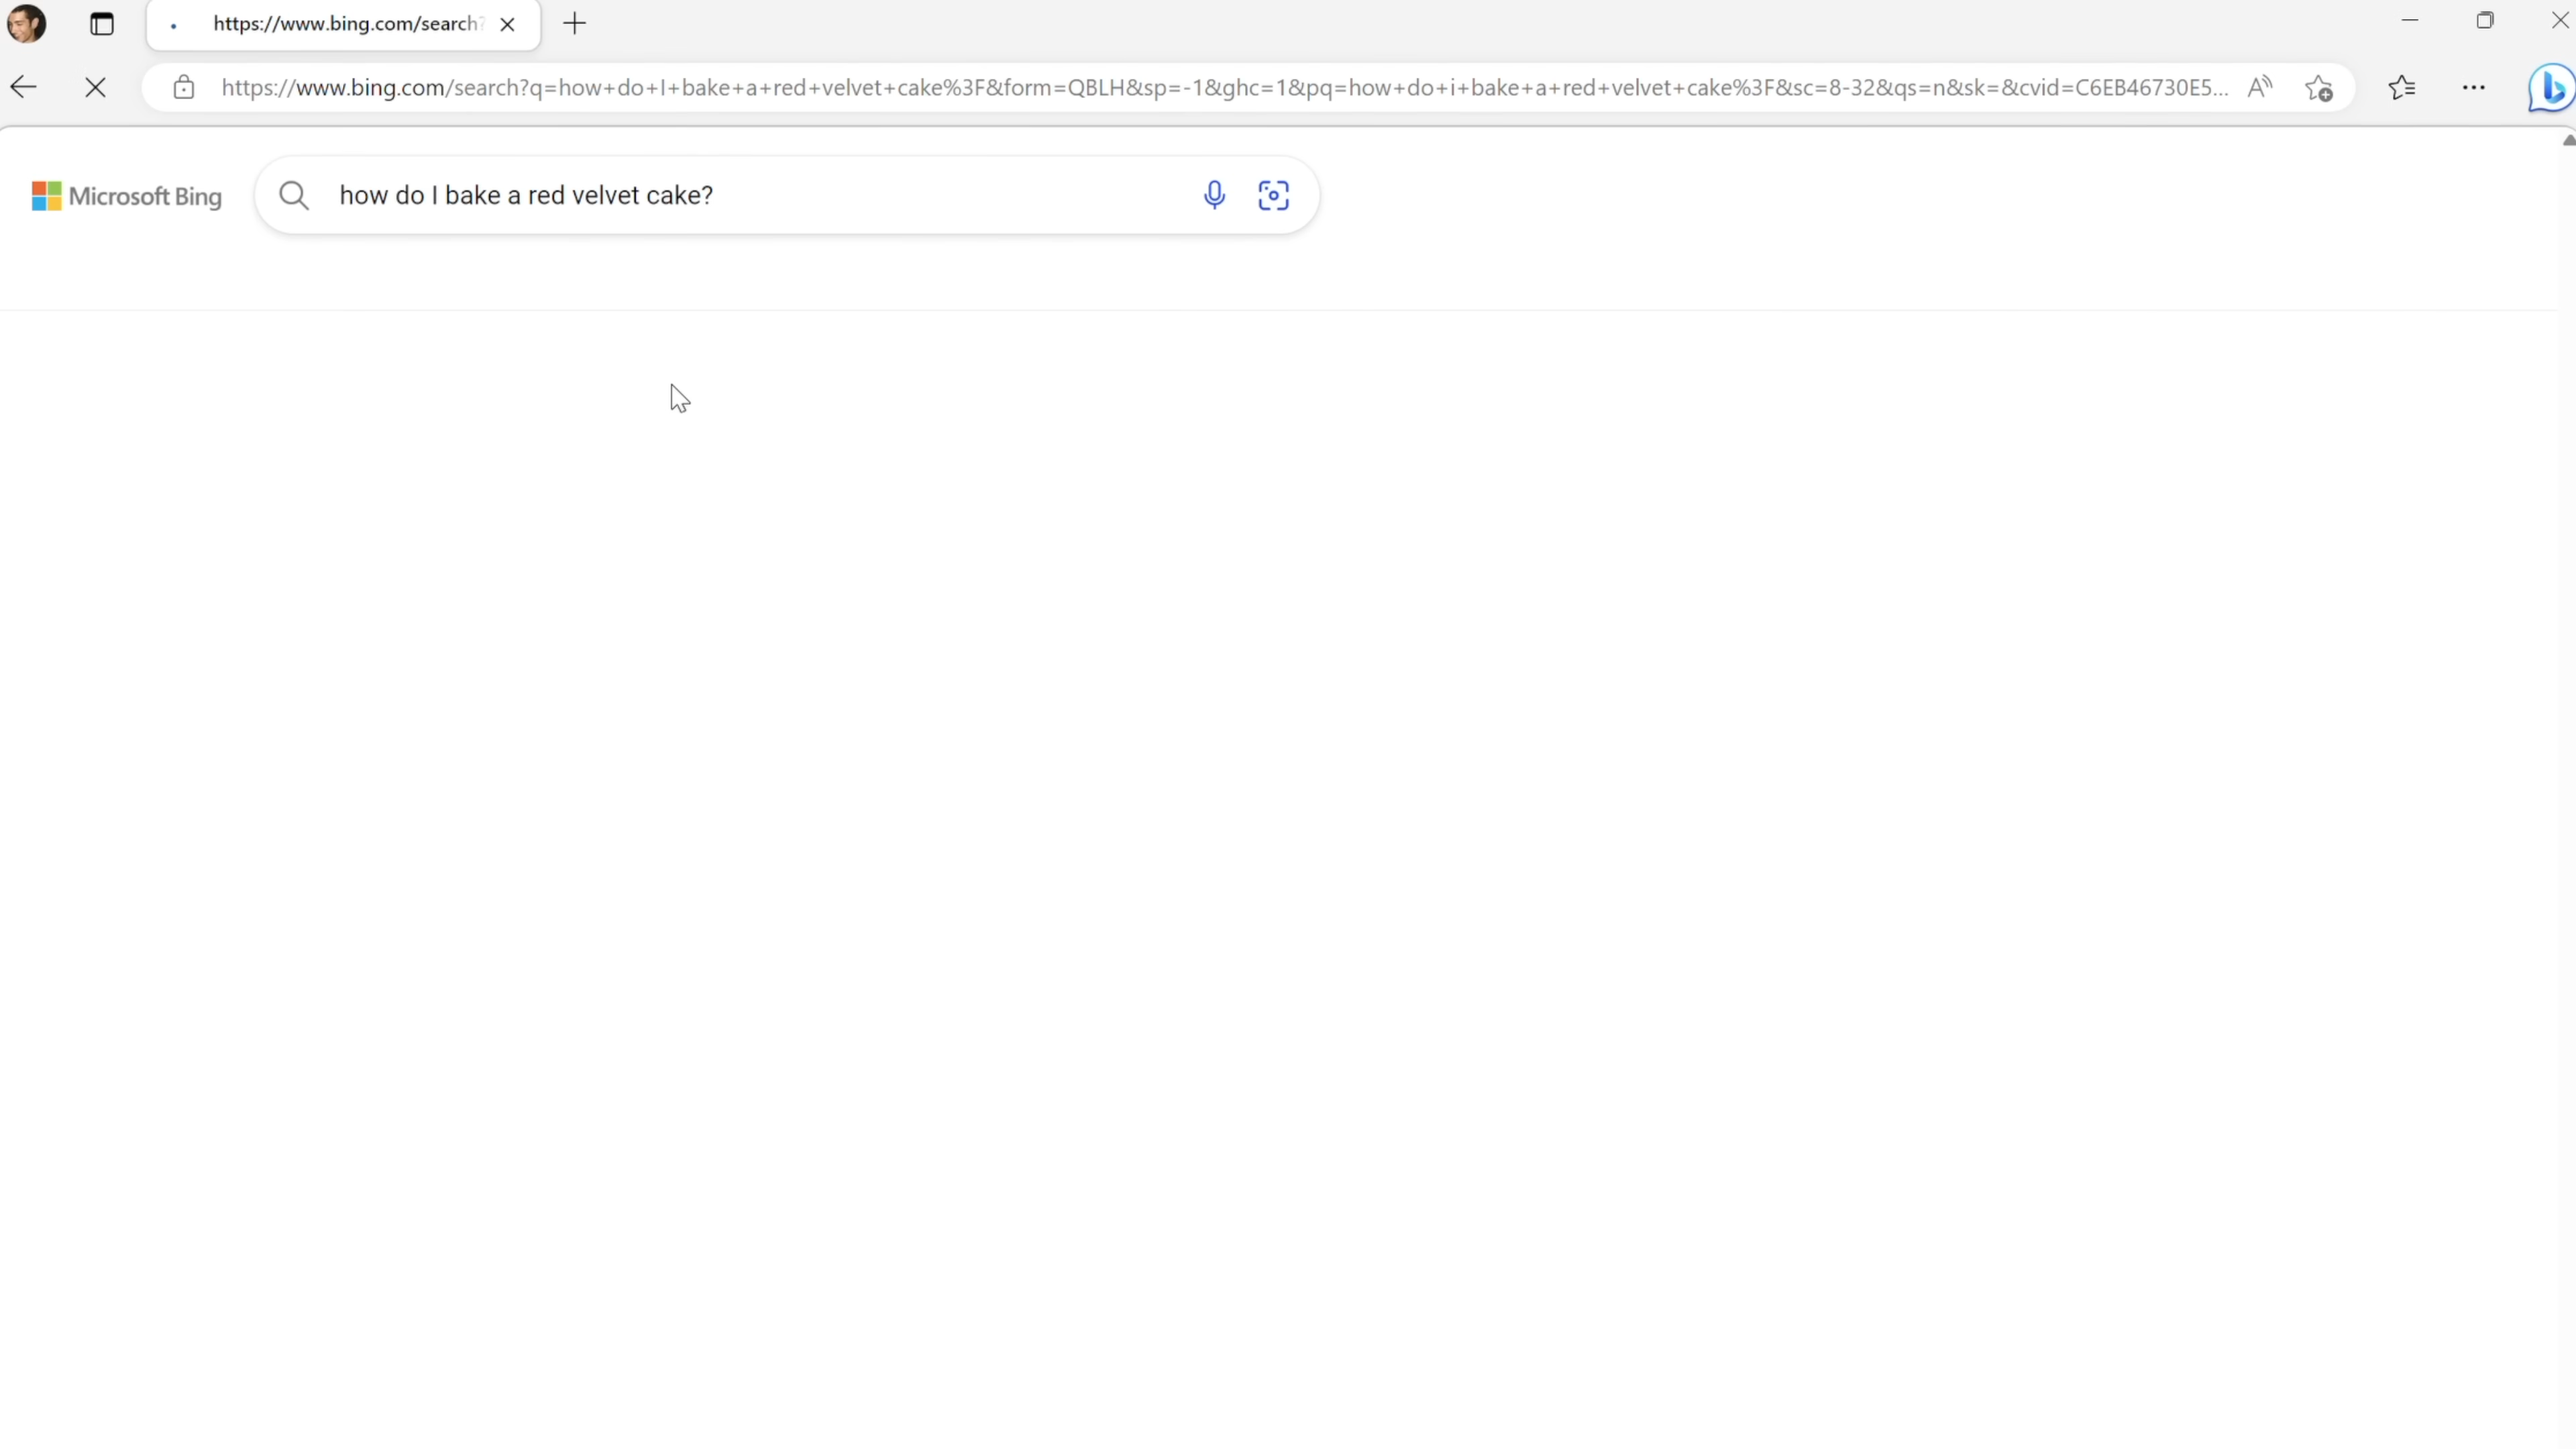 https://www.bing.com/search?
https://www.bing.com/search?q=how+do+I+bake+a+red+velvet+cake%3F&form=QBLH&sp=-1&ghc=1&pq=how+do+i+bake+a+red+velvet+cake%3F&sc=8-32&qs=n&sk=&cvid=C6EB46730E5...
Microsoft Bing
how do I bake a red velvet cake?